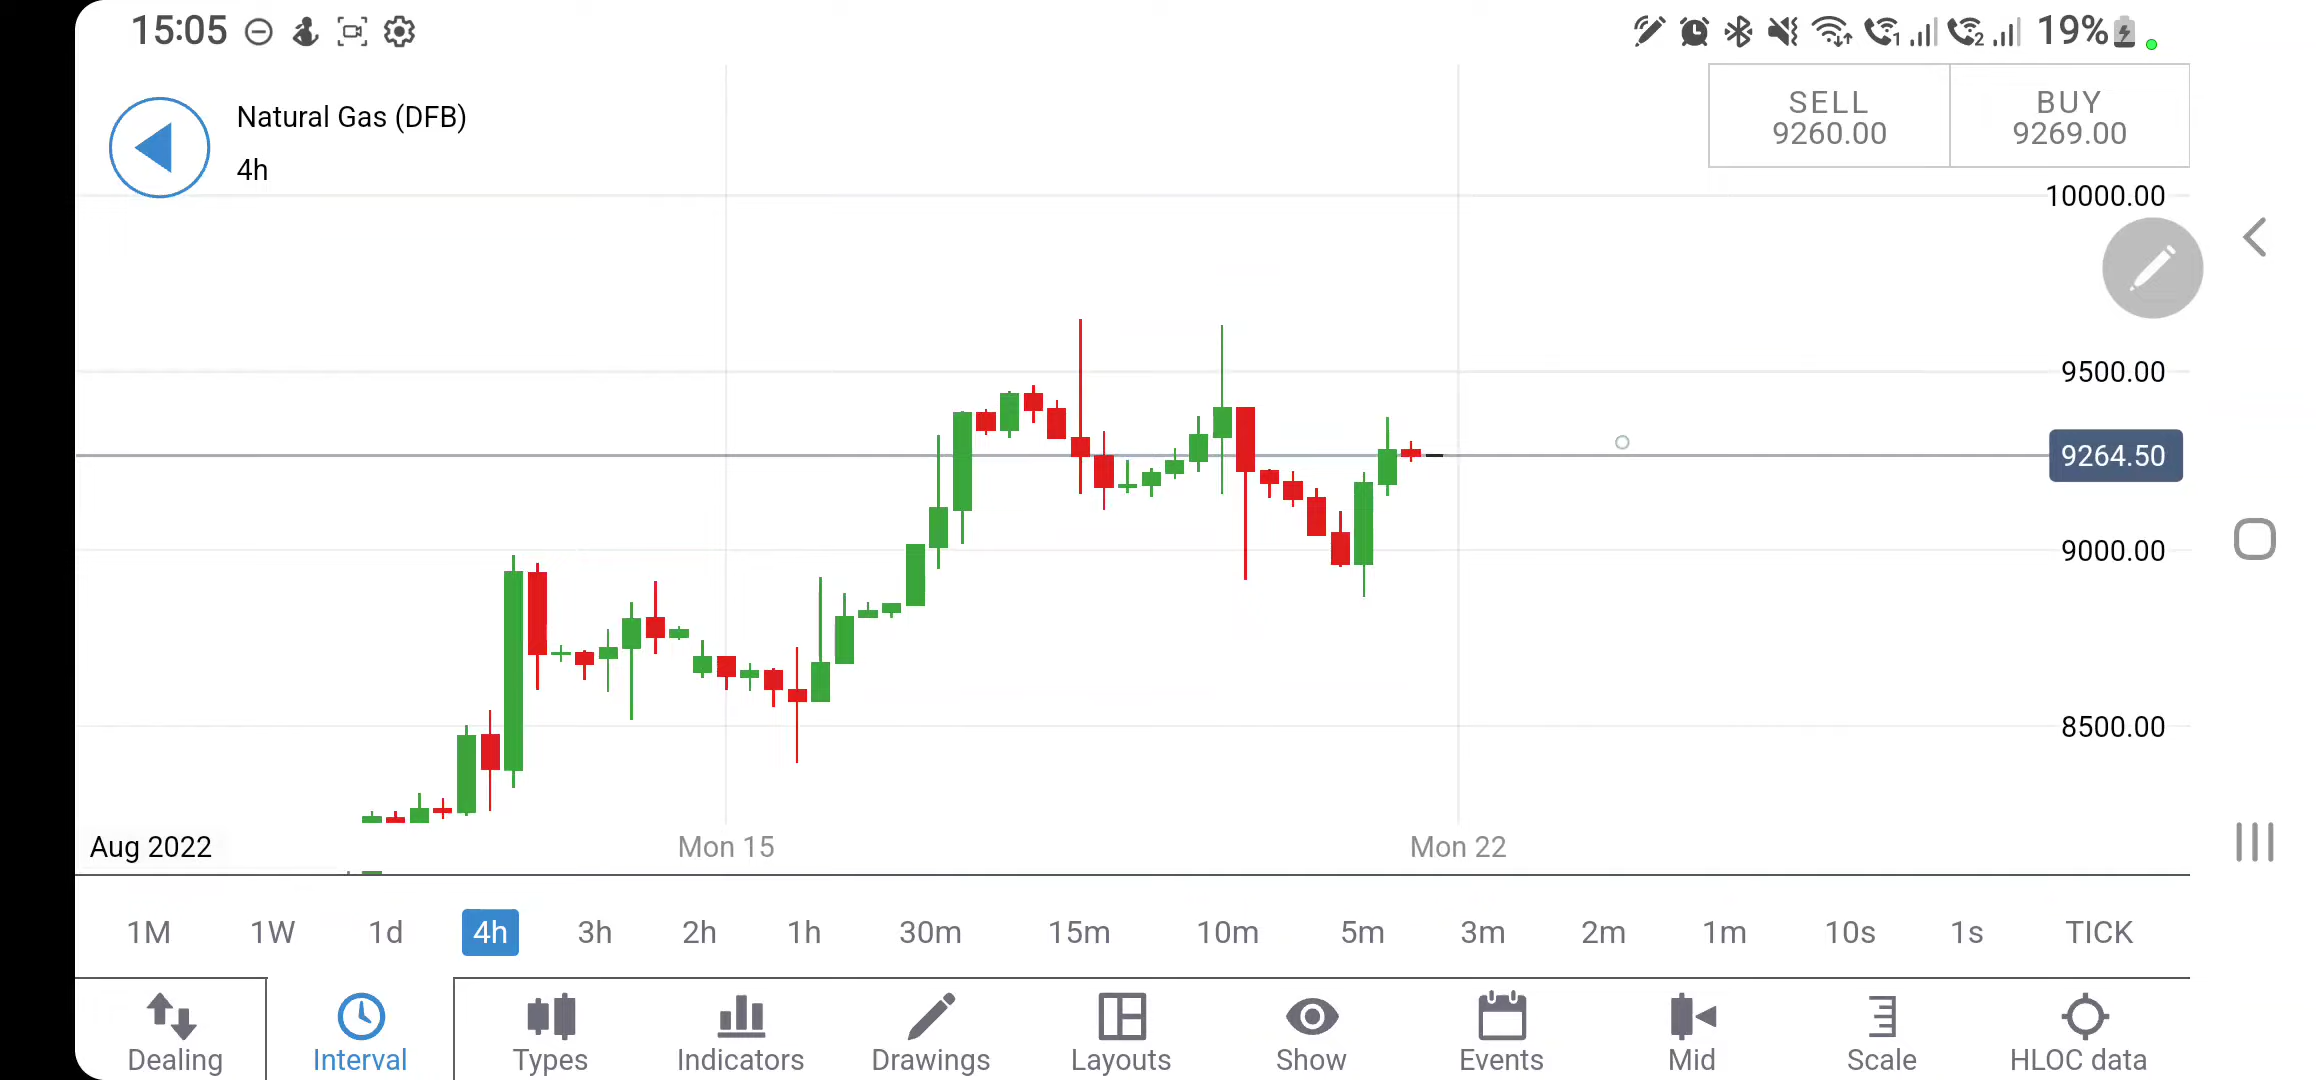 15:05
19%
Natural Gas (DFB)
4h
SELL
9260.00
BUY
9269.00
10000.00
9500.00
9264.50
9000.00
8500.00
Aug 2022
Mon 15
Mon 22
1M 1W 1d 4h 3h 2h 1h 30m 15m 10m 5m 3m 2m 1m 10s 1s TICK
Dealing Interval Types Indicators Drawings Layouts Show Events Mid Scale HLOC data